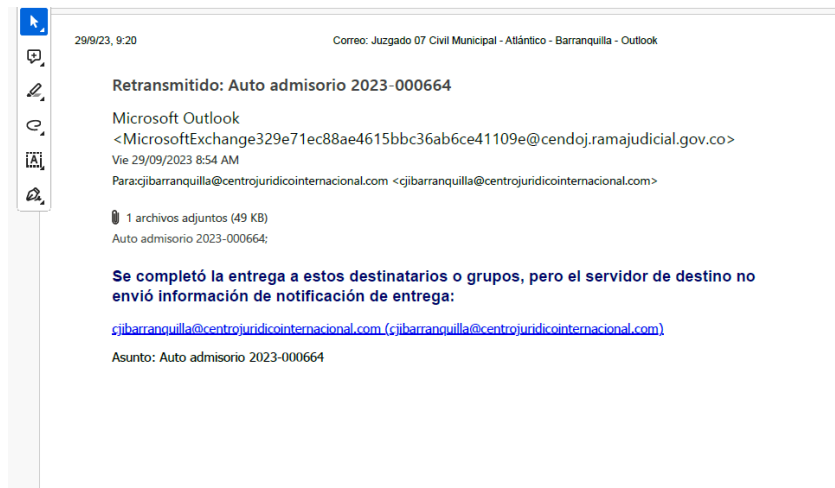 29/9/23, 9:20 Correo: Juzgado 07 Civil Municipal - Atlántico - Barranquilla - Outlook
Retransmitido: Auto admisorio 2023-000664
Microsoft Outlook
<MicrosoftExchange329e71ec88ae4615bbc36ab6ce41109e@cendoj.ramajudicial.gov.co>
Vie 29/09/2023 8:54 AM
Para:cjibarranquilla@centrojuridicointernacional.com <cjibarranquilla@centrojuridicointernacional.com>
1 archivos adjuntos (49 KB)
Auto admisorio 2023-000664;
Se completó la entrega a estos destinatarios o grupos, pero el servidor de destino no
envió información de notificación de entrega:
cjibarranquilla@centrojuridicointernacional.com (cjibarranquilla@centrojuridicointernacional.com)
Asunto: Auto admisorio 2023-000664